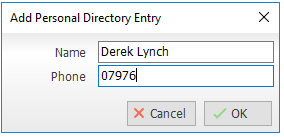 Add Personal Directory Entry
Name Derek Lynch
Phone 07976
Cancel OK